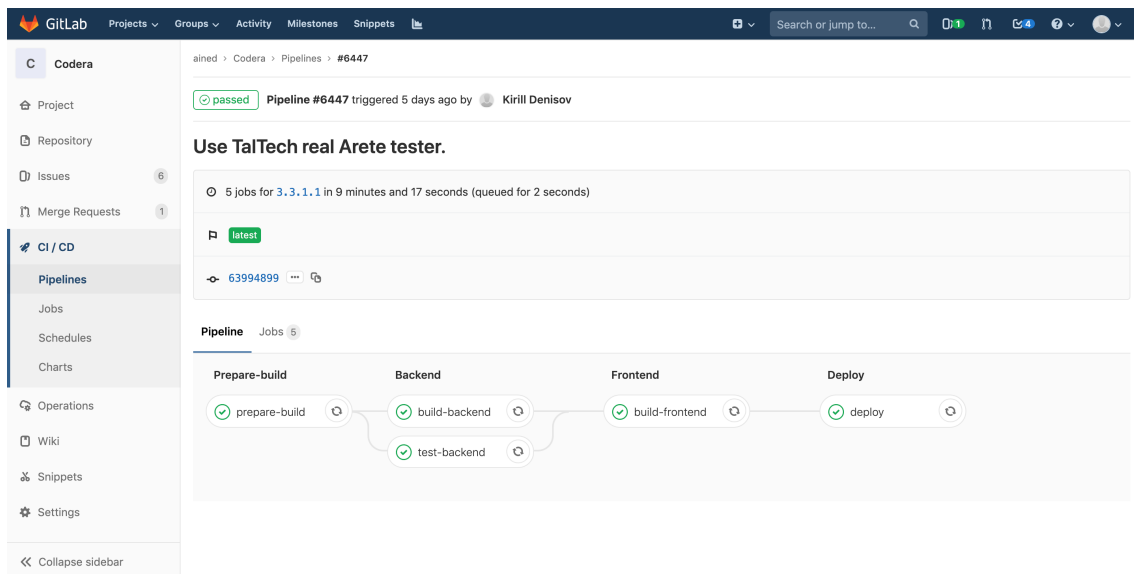 GitLab Projects Groups Activity Milestones Snippets Search or jump to... 1 4
C Codera
Project
Repository
Issues 6
Merge Requests 1
CI / CD
Pipelines
Jobs
Schedules
Charts
Operations
Wiki
Snippets
Settings
Collapse sidebar
ained > Codera > Pipelines > #6447
passed Pipeline #6447 triggered 5 days ago by Kirill Denisov
Use TalTech real Arete tester.
5 jobs for 3.3.1.1 in 9 minutes and 17 seconds (queued for 2 seconds)
latest
63994899 ...
Pipeline Jobs 5
Prepare-build Backend Frontend Deploy
prepare-build build-backend build-frontend deploy
test-backend